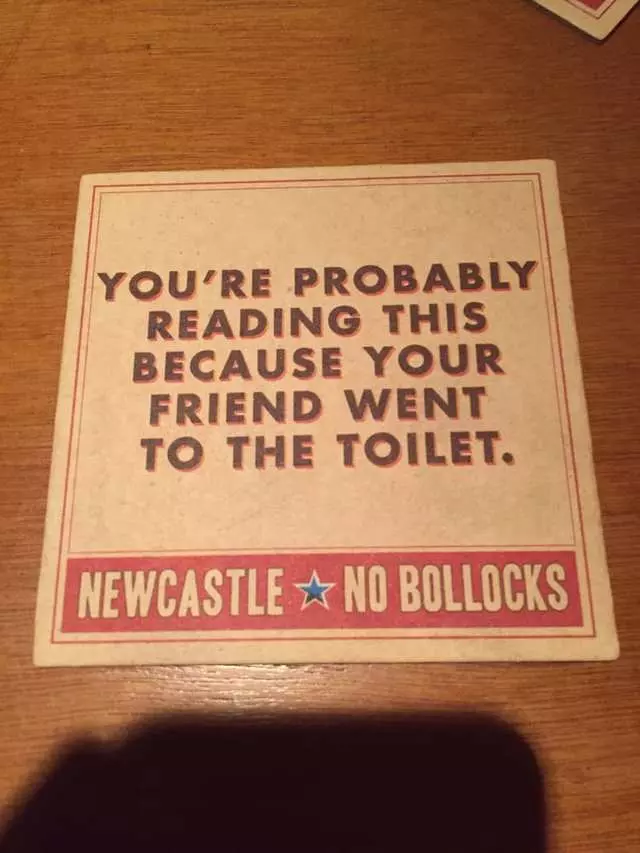 YOU'RE PROBABLY
READING THIS
BECAUSE YOUR
FRIEND WENT
TO THE TOILET.
NEWCASTLE NO BOLLOCKS